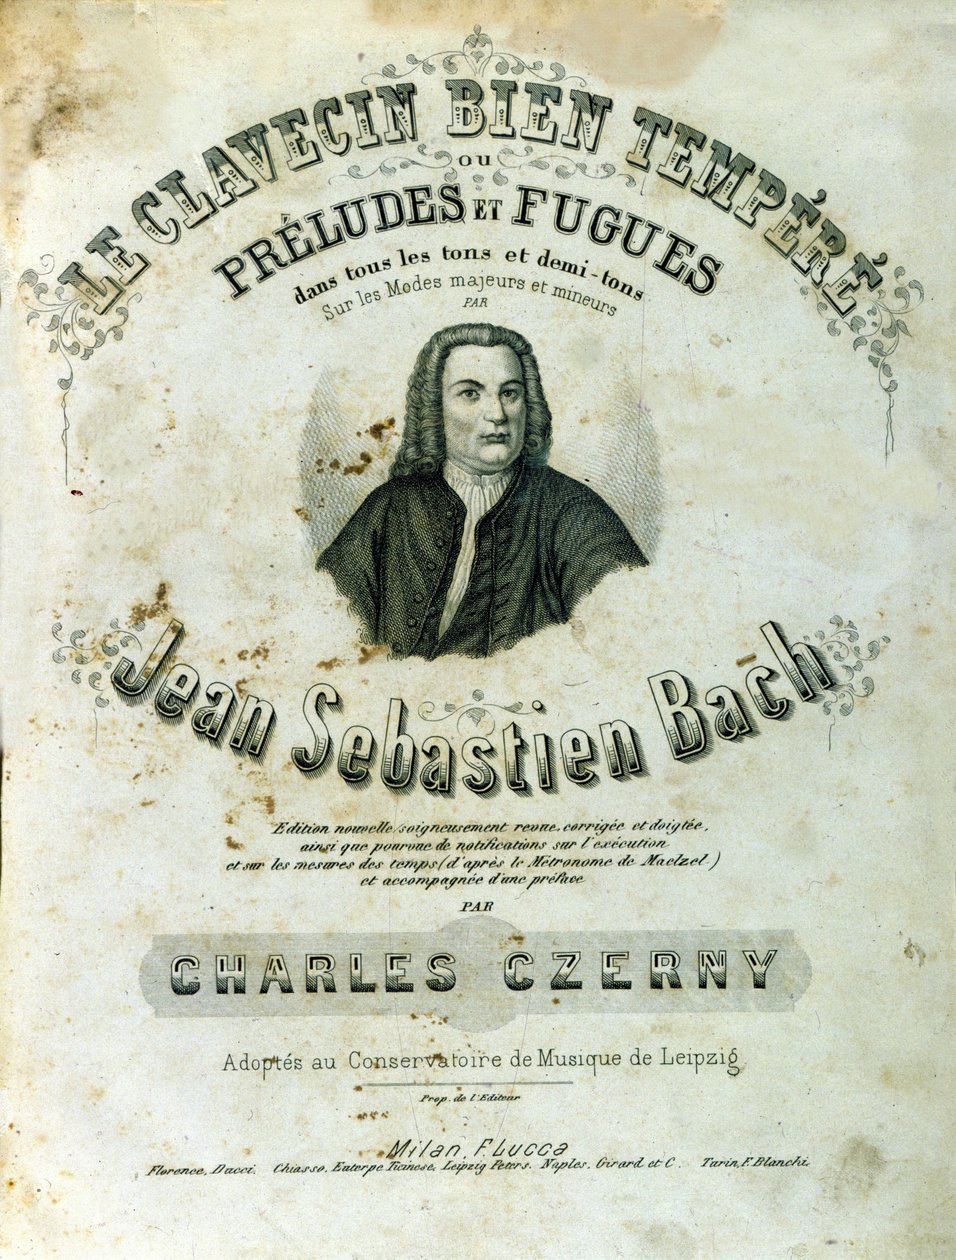 LE CLAVECIN BIEN TEMPÉRÉ
OU
PRÉLUDES ET FUGUES
dans tous les tons et demi-tons
Sur les Modes majeurs et mineurs
PAR
Jean Sebastien Bach
Edition nouvelle, soigneusement revue, corrigée et doigtée,
ainsi que pourvue de notifications sur l'exécution
et sur les mesures des temps (d'après le Métronome de Maelzel)
et accompagnée d'une préface
PAR
CHARLES CZERNY
Adoptés au Conservatoire de Musique de Leipzig
Prop. de l'Editeur
Milan, F. Lucca
Florence, Ducci. Chiasso, Euterpe Ticinese, Leipzig Peters. Naples, Girard et C. Turin, F. Blanchi.